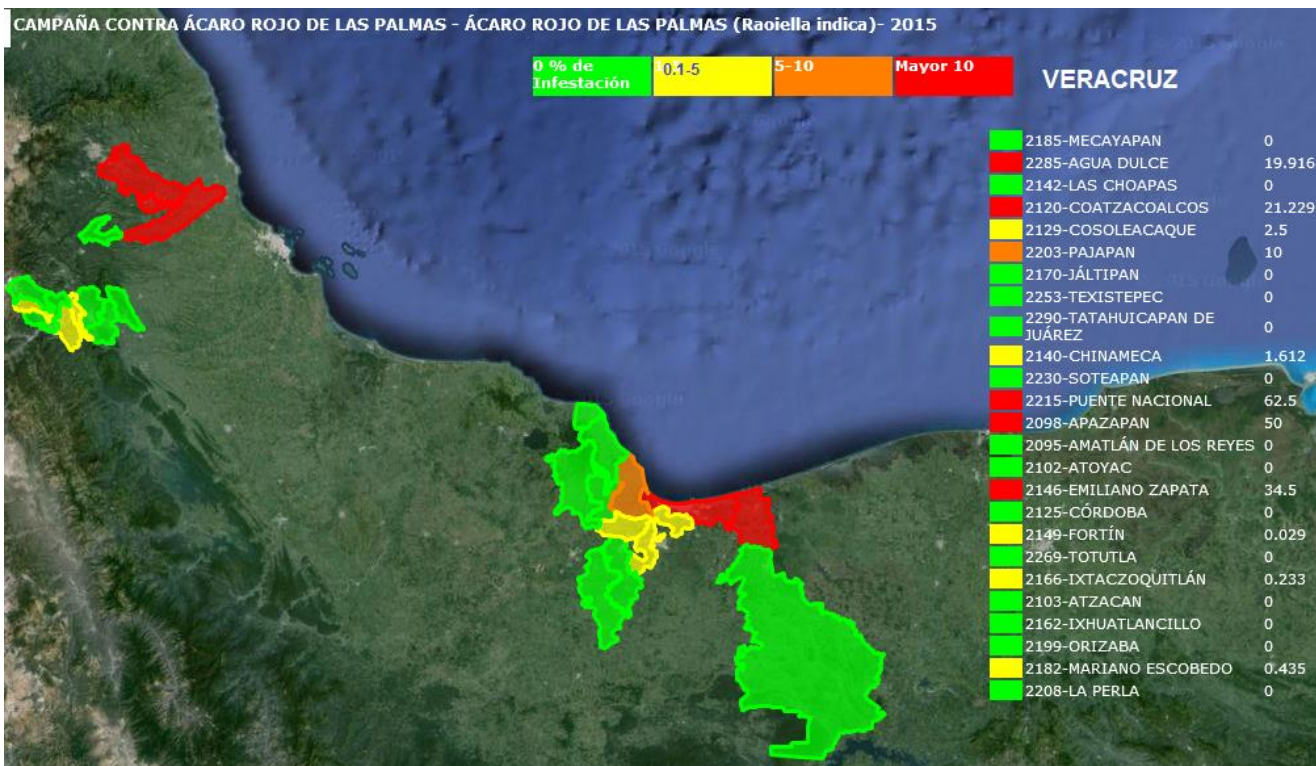 CAMPAÑA CONTRA ÁCARO ROJO DE LAS PALMAS - ÁCARO ROJO DE LAS PALMAS (Raoiella indica)- 2015
0 % de
Infestación
0.1-5
5-10
Mayor 10
VERACRUZ
2185-MECAYAPAN 0
2285-AGUA DULCE 19.916
2142-LAS CHOAPAS 0
2120-COATZACOALCOS 21.229
2129-COSOLEACAQUE 2.5
2203-PAJAPAN 10
2170-JÁLTIPAN 0
2253-TEXISTEPEC 0
2290-TATAHUICAPAN DE
JUÁREZ 0
2140-CHINAMECA 1.612
2230-SOTEAPAN 0
2215-PUENTE NACIONAL 62.5
2098-APAZAPAN 50
2095-AMATLÁN DE LOS REYES 0
2102-ATOYAC 0
2146-EMILIANO ZAPATA 34.5
2125-CÓRDOBA 0
2149-FORTÍN 0.029
2269-TOTUTLA 0
2166-IXTACZOQUITLÁN 0.233
2103-ATZACAN 0
2162-IXHUATLANCILLO 0
2199-ORIZABA 0
2182-MARIANO ESCOBEDO 0.435
2208-LA PERLA 0